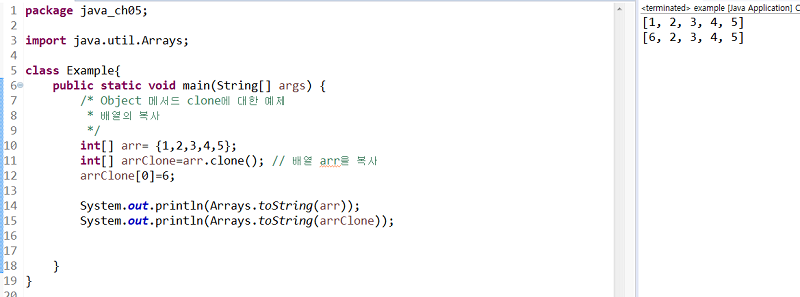 1 package java_ch05;
2
3 import java.util.Arrays;
4
5 class Example{
6 public static void main(String[] args) {
7 /* Object 메서드 clone에 대한 예제
8 * 배열의 복사
9 */
10 int[] arr= {1,2,3,4,5};
11 int[] arrClone=arr.clone(); // 배열 arr을 복사
12 arrClone[0]=6;
13
14 System.out.println(Arrays.toString(arr));
15 System.out.println(Arrays.toString(arrClone));
16
17
18 }
19 }
20
<terminated> example [Java Application] C
[1, 2, 3, 4, 5]
[6, 2, 3, 4, 5]